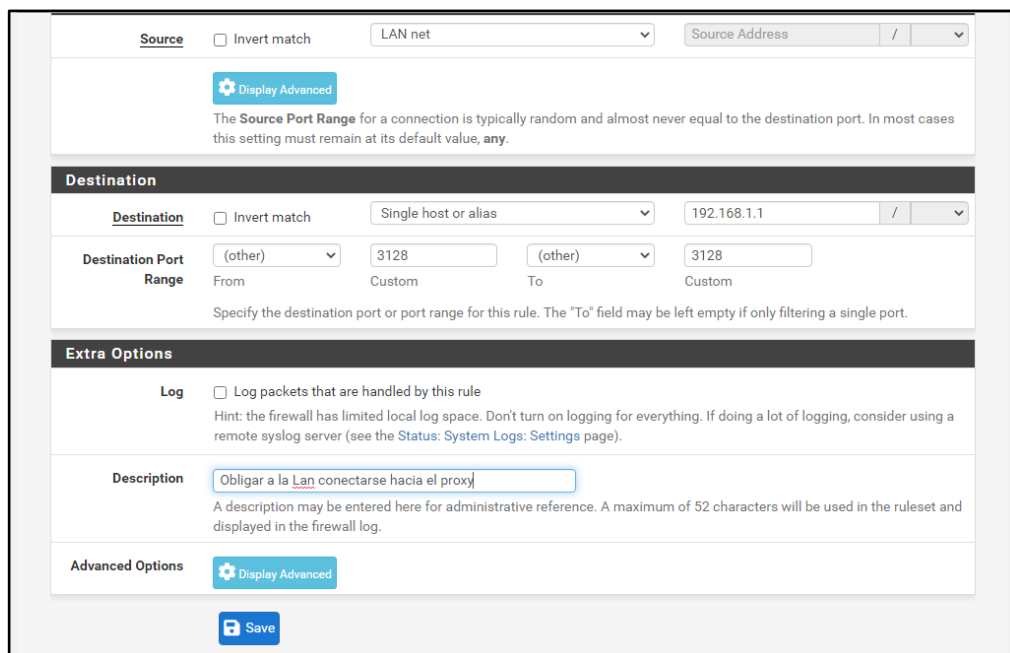 Source Invert match LAN net Source Address /
Display Advanced
The Source Port Range for a connection is typically random and almost never equal to the destination port. In most cases
this setting must remain at its default value, any.
Destination
Destination Invert match Single host or alias 192.168.1.1 /
Destination Port (other) 3128 (other) 3128
Range From Custom To Custom
Specify the destination port or port range for this rule. The "To" field may be left empty if only filtering a single port.
Extra Options
Log Log packets that are handled by this rule
Hint: the firewall has limited local log space. Don't turn on logging for everything. If doing a lot of logging, consider using a
remote syslog server (see the Status: System Logs: Settings page).
Description Obligar a la Lan conectarse hacia el proxy
A description may be entered here for administrative reference. A maximum of 52 characters will be used in the ruleset and
displayed in the firewall log.
Advanced Options Display Advanced
Save